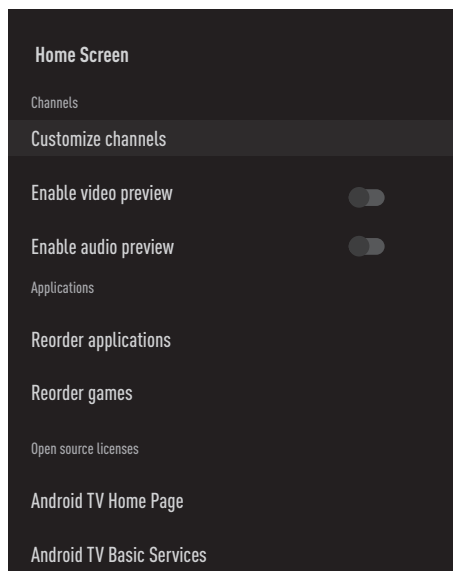 Home Screen
Channels
Customize channels
Enable video preview
Enable audio preview
Applications
Reorder applications
Reorder games
Open source licenses
Android TV Home Page
Android TV Basic Services